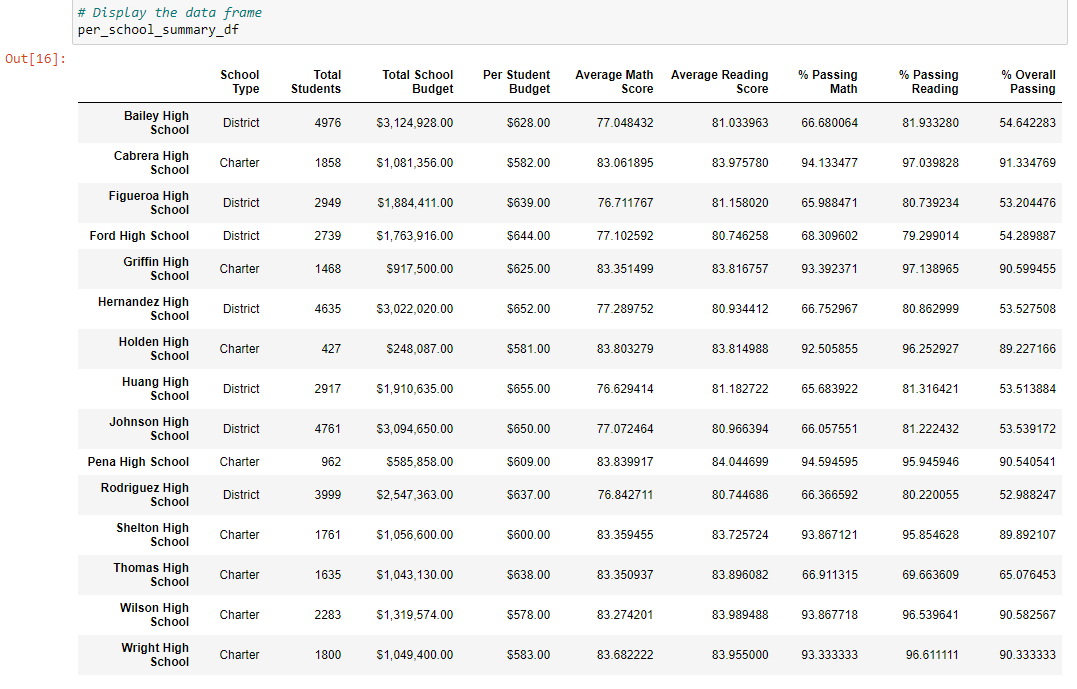 # Display the data frame
per_school_summary_df
Out[16]:
School Type Total Students Total School Budget Per Student Budget Average Math Score Average Reading Score % Passing Math % Passing Reading % Overall Passing
Bailey High School District 4976 $3,124,928.00 $628.00 77.048432 81.033963 66.680064 81.933280 54.642283
Cabrera High School Charter 1858 $1,081,356.00 $582.00 83.061895 83.975780 94.133477 97.039828 91.334769
Figueroa High School District 2949 $1,884,411.00 $639.00 76.711767 81.158020 65.988471 80.739234 53.204476
Ford High School District 2739 $1,763,916.00 $644.00 77.102592 80.746258 68.309602 79.299014 54.289887
Griffin High School Charter 1468 $917,500.00 $625.00 83.351499 83.816757 93.392371 97.138965 90.599455
Hernandez High School District 4635 $3,022,020.00 $652.00 77.289752 80.934412 66.752967 80.862999 53.527508
Holden High School Charter 427 $248,087.00 $581.00 83.803279 83.814988 92.505855 96.252927 89.227166
Huang High School District 2917 $1,910,635.00 $655.00 76.629414 81.182722 65.683922 81.316421 53.513884
Johnson High School District 4761 $3,094,650.00 $650.00 77.072464 80.966394 66.057551 81.222432 53.539172
Pena High School Charter 962 $585,858.00 $609.00 83.839917 84.044699 94.594595 95.945946 90.540541
Rodriguez High School District 3999 $2,547,363.00 $637.00 76.842711 80.744686 66.366592 80.220055 52.988247
Shelton High School Charter 1761 $1,056,600.00 $600.00 83.359455 83.725724 93.867121 95.854628 89.892107
Thomas High School Charter 1635 $1,043,130.00 $638.00 83.350937 83.896082 66.911315 69.663609 65.076453
Wilson High School Charter 2283 $1,319,574.00 $578.00 83.274201 83.989488 93.867718 96.539641 90.582567
Wright High School Charter 1800 $1,049,400.00 $583.00 83.682222 83.955000 93.333333 96.611111 90.333333